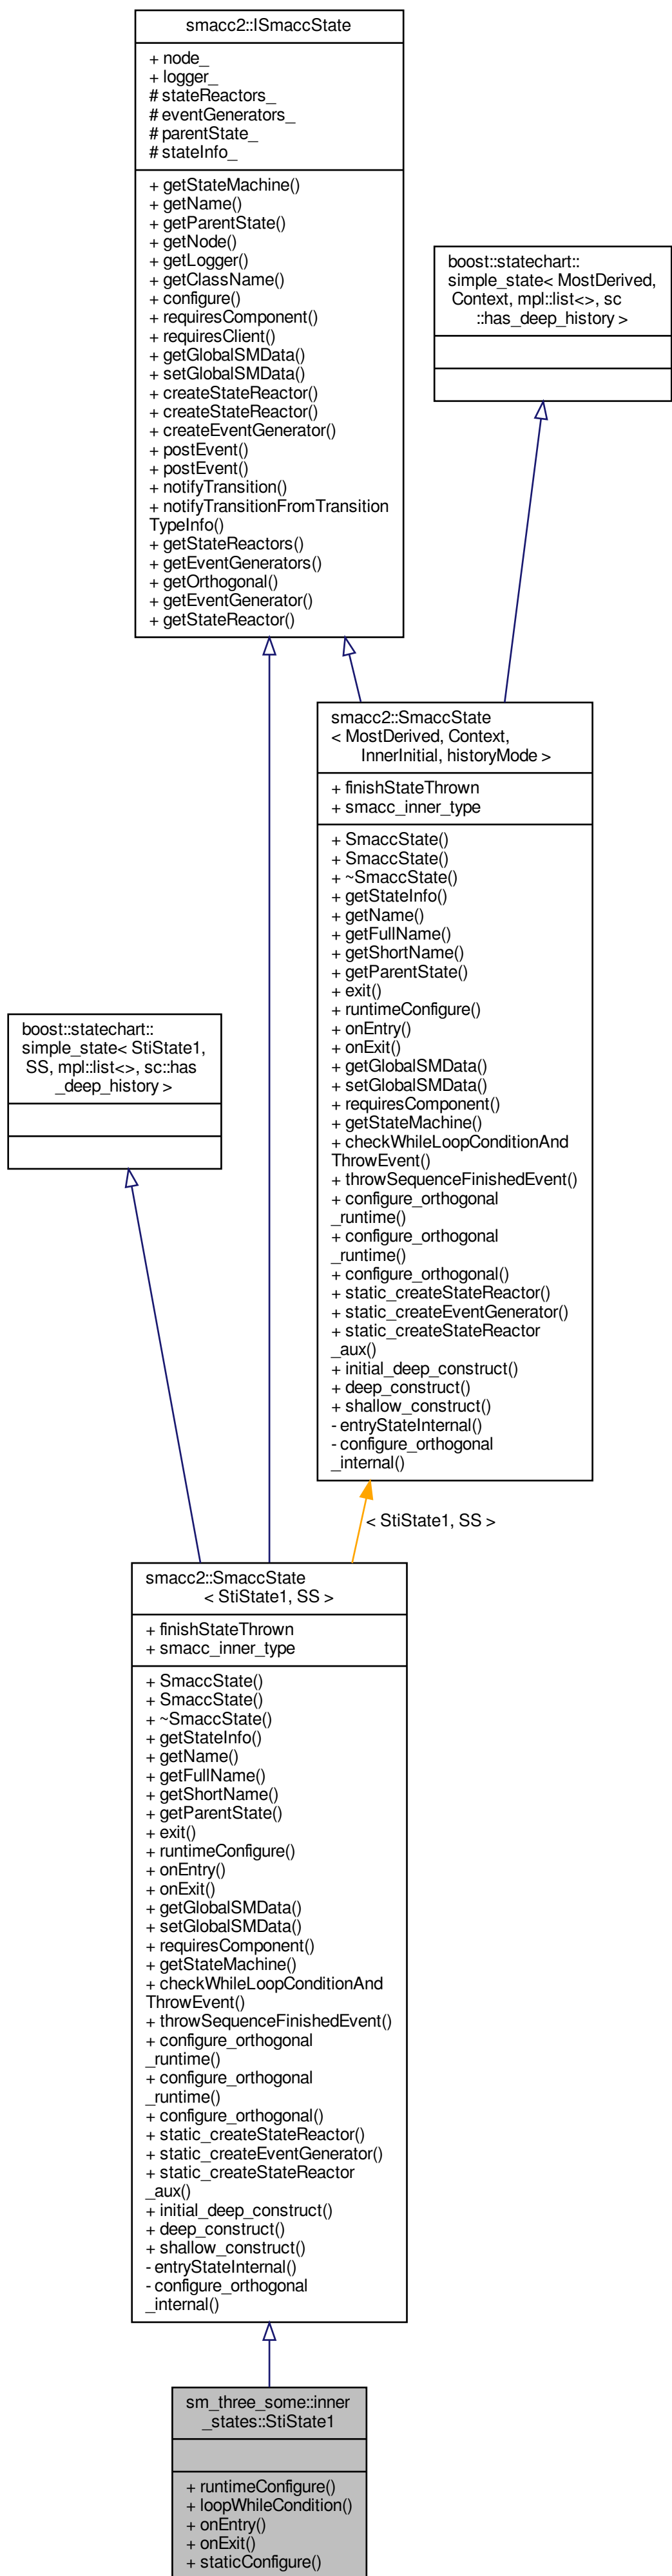 smacc2::ISmaccState
+ node_
+ logger_
# stateReactors_
# eventGenerators_
# parentState_
# stateInfo_
+ getStateMachine()
+ getName()
+ getParentState()
+ getNode()
+ getLogger()
+ getClassName()
+ configure()
+ requiresComponent()
+ requiresClient()
+ getGlobalSMData()
+ setGlobalSMData()
+ createStateReactor()
+ createStateReactor()
+ createEventGenerator()
+ postEvent()
+ postEvent()
+ notifyTransition()
+ notifyTransitionFromTransition
TypeInfo()
+ getStateReactors()
+ getEventGenerators()
+ getOrthogonal()
+ getEventGenerator()
+ getStateReactor()
boost::statechart::
simple_state< MostDerived,
Context, mpl::list<>, sc
::has_deep_history >
smacc2::SmaccState
< MostDerived, Context,
InnerInitial, historyMode >
+ finishStateThrown
+ smacc_inner_type
+ SmaccState()
+ SmaccState()
+ ~SmaccState()
+ getStateInfo()
+ getName()
+ getFullName()
+ getShortName()
+ getParentState()
+ exit()
+ runtimeConfigure()
+ onEntry()
+ onExit()
+ getGlobalSMData()
+ setGlobalSMData()
+ requiresComponent()
+ getStateMachine()
+ checkWhileLoopConditionAnd
ThrowEvent()
+ throwSequenceFinishedEvent()
+ configure_orthogonal
_runtime()
+ configure_orthogonal
_runtime()
+ configure_orthogonal()
+ static_createStateReactor()
+ static_createEventGenerator()
+ static_createStateReactor
_aux()
+ initial_deep_construct()
+ deep_construct()
+ shallow_construct()
- entryStateInternal()
- configure_orthogonal
_internal()
boost::statechart::
simple_state< StiState1,
SS, mpl::list<>, sc::has
_deep_history >
< StiState1, SS >
smacc2::SmaccState
< StiState1, SS >
+ finishStateThrown
+ smacc_inner_type
+ SmaccState()
+ SmaccState()
+ ~SmaccState()
+ getStateInfo()
+ getName()
+ getFullName()
+ getShortName()
+ getParentState()
+ exit()
+ runtimeConfigure()
+ onEntry()
+ onExit()
+ getGlobalSMData()
+ setGlobalSMData()
+ requiresComponent()
+ getStateMachine()
+ checkWhileLoopConditionAnd
ThrowEvent()
+ throwSequenceFinishedEvent()
+ configure_orthogonal
_runtime()
+ configure_orthogonal
_runtime()
+ configure_orthogonal()
+ static_createStateReactor()
+ static_createEventGenerator()
+ static_createStateReactor
_aux()
+ initial_deep_construct()
+ deep_construct()
+ shallow_construct()
- entryStateInternal()
- configure_orthogonal
_internal()
sm_three_some::inner
_states::StiState1
+ runtimeConfigure()
+ loopWhileCondition()
+ onEntry()
+ onExit()
+ staticConfigure()